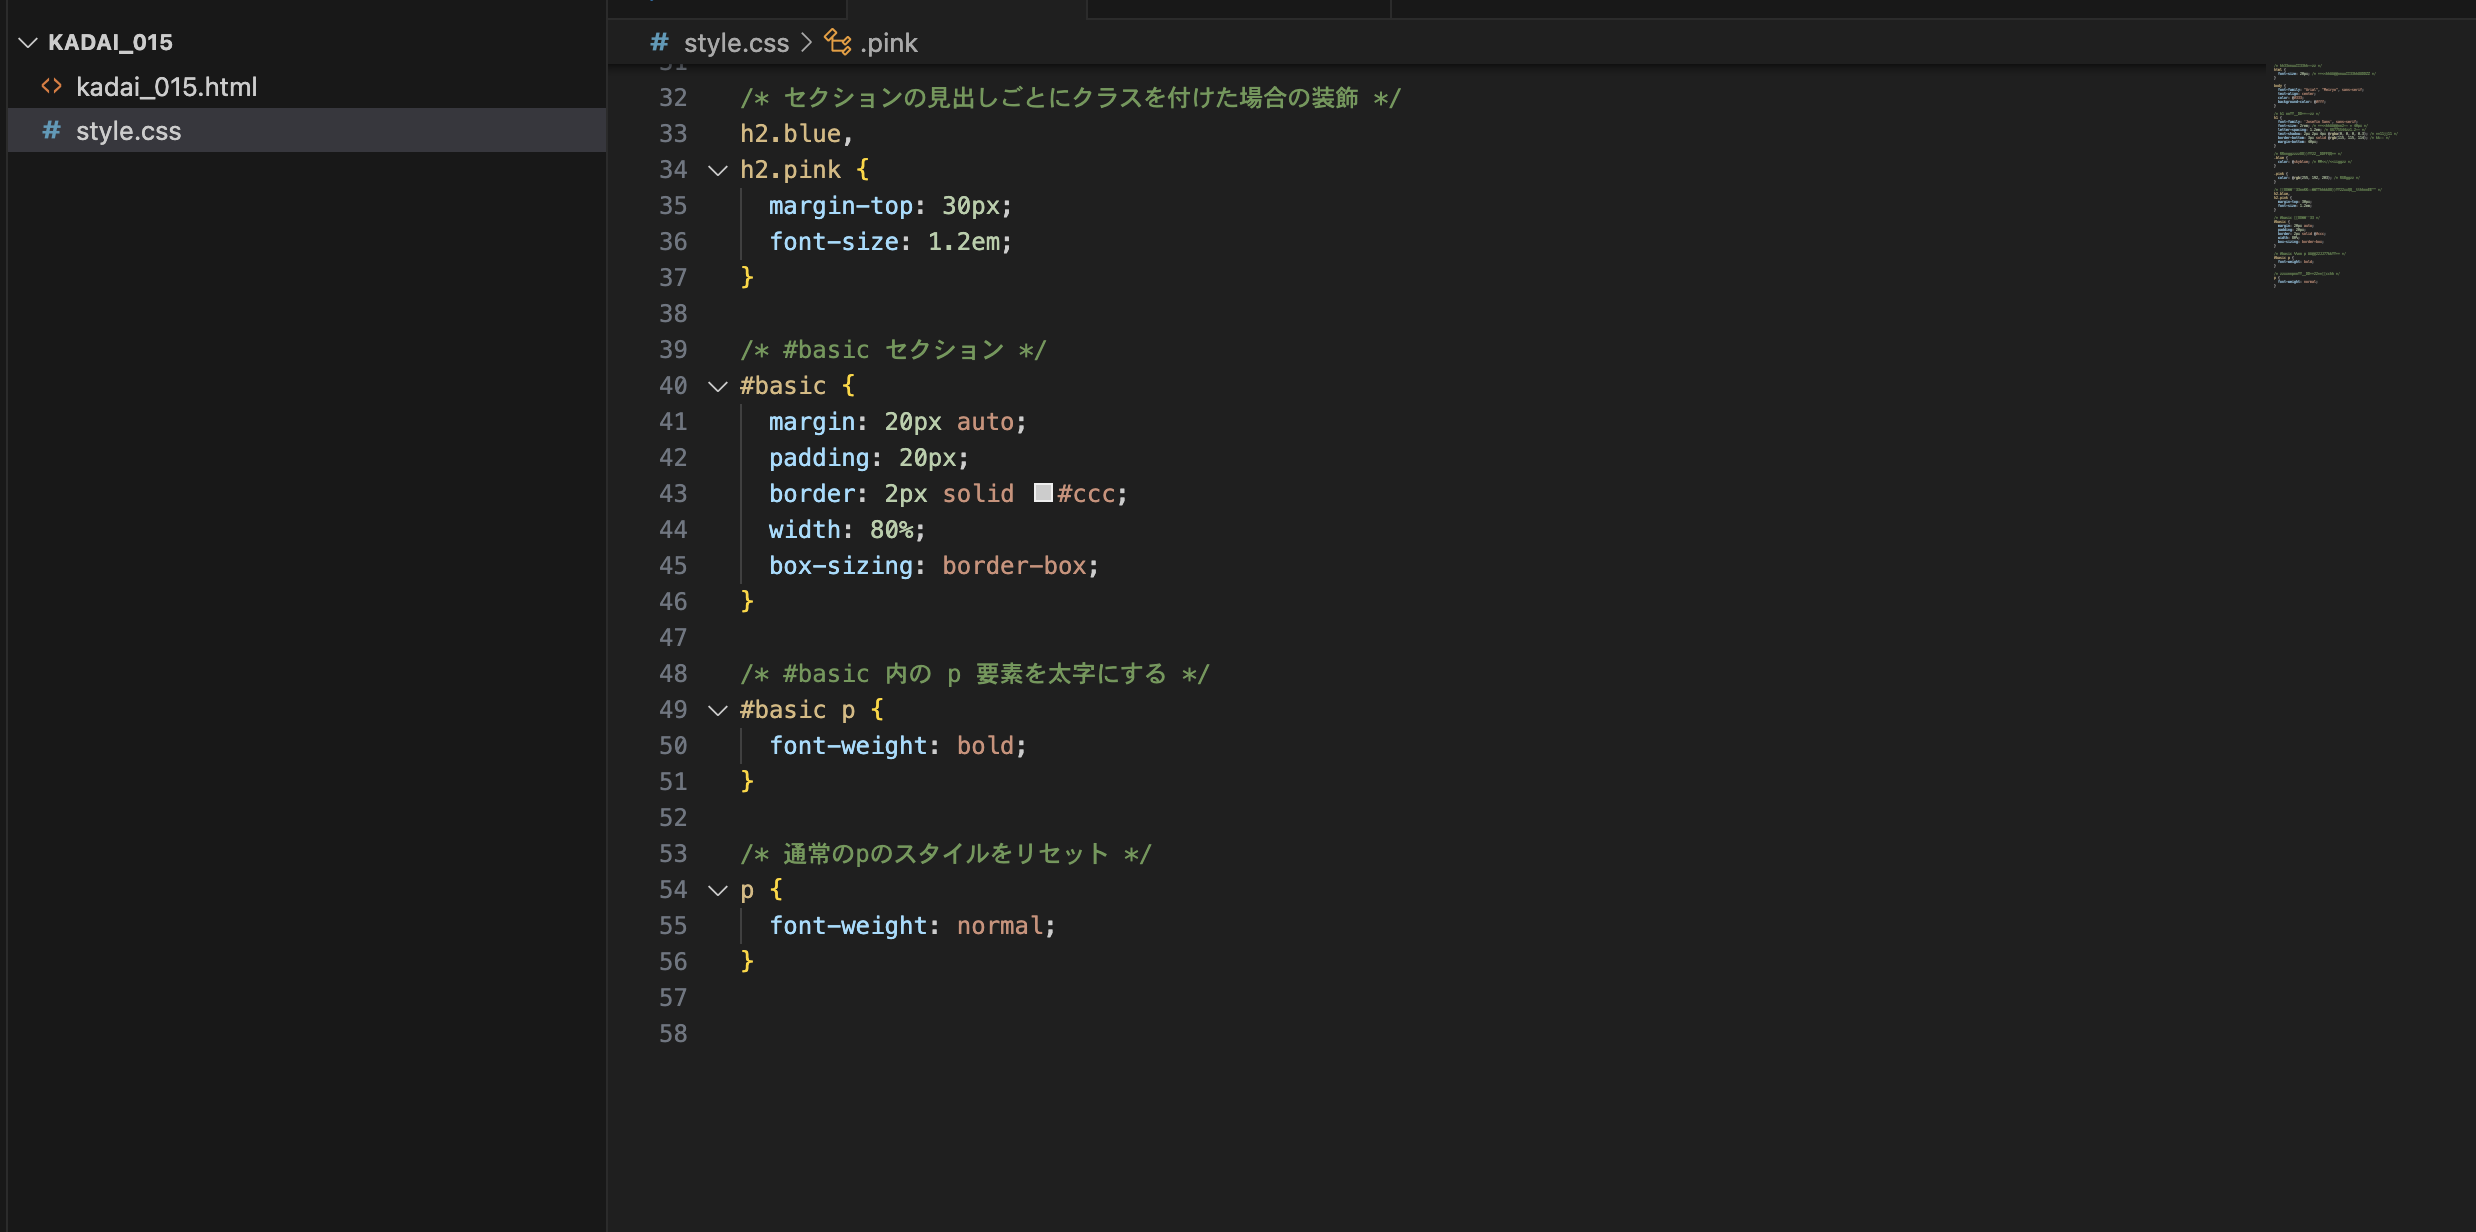 KADAI_015
kadai_015.html
style.css
style.css > .pink
31
32 /* セクションの見出しごとにクラスを付けた場合の装飾 */
33 h2.blue,
34 h2.pink {
35 margin-top: 30px;
36 font-size: 1.2em;
37 }
38
39 /* #basic セクション */
40 #basic {
41 margin: 20px auto;
42 padding: 20px;
43 border: 2px solid #ccc;
44 width: 80%;
45 box-sizing: border-box;
46 }
47
48 /* #basic 内の p 要素を太字にする */
49 #basic p {
50 font-weight: bold;
51 }
52
53 /* 通常のpのスタイルをリセット */
54 p {
55 font-weight: normal;
56 }
57
58